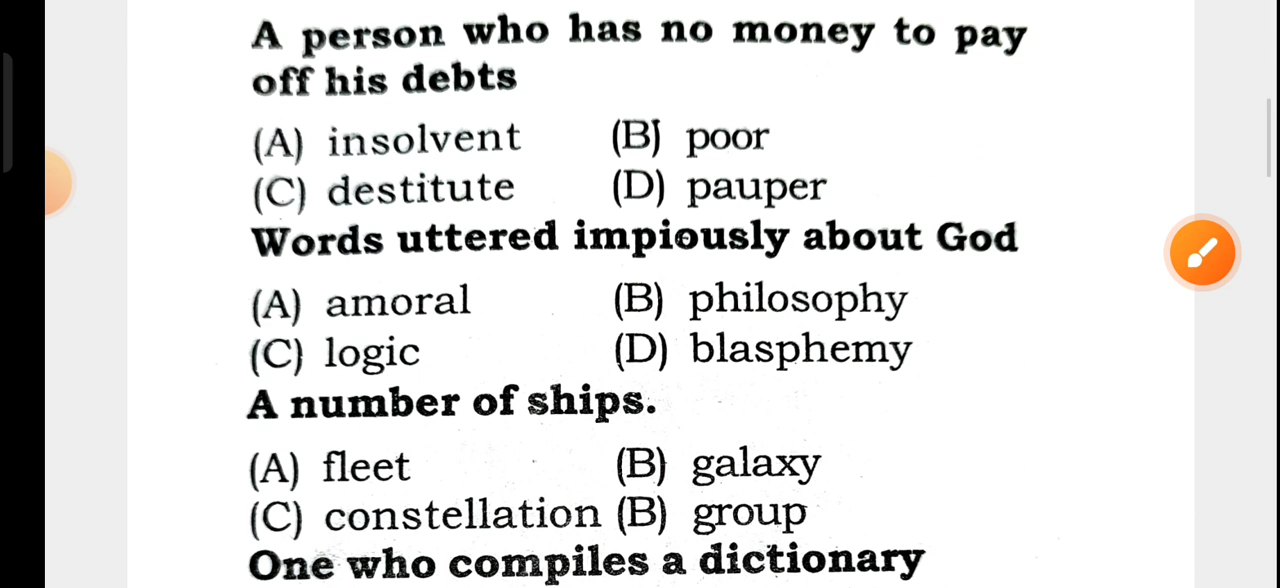 A person who has no money to pay
off his debts
(A) insolvent (B) poor
(C) destitute (D) pauper
Words uttered impiously about God
(A) amoral (B) philosophy
(C) logic (D) blasphemy
A number of ships.
(A) fleet (B) galaxy
(C) constellation (B) group
One who compiles a dictionary